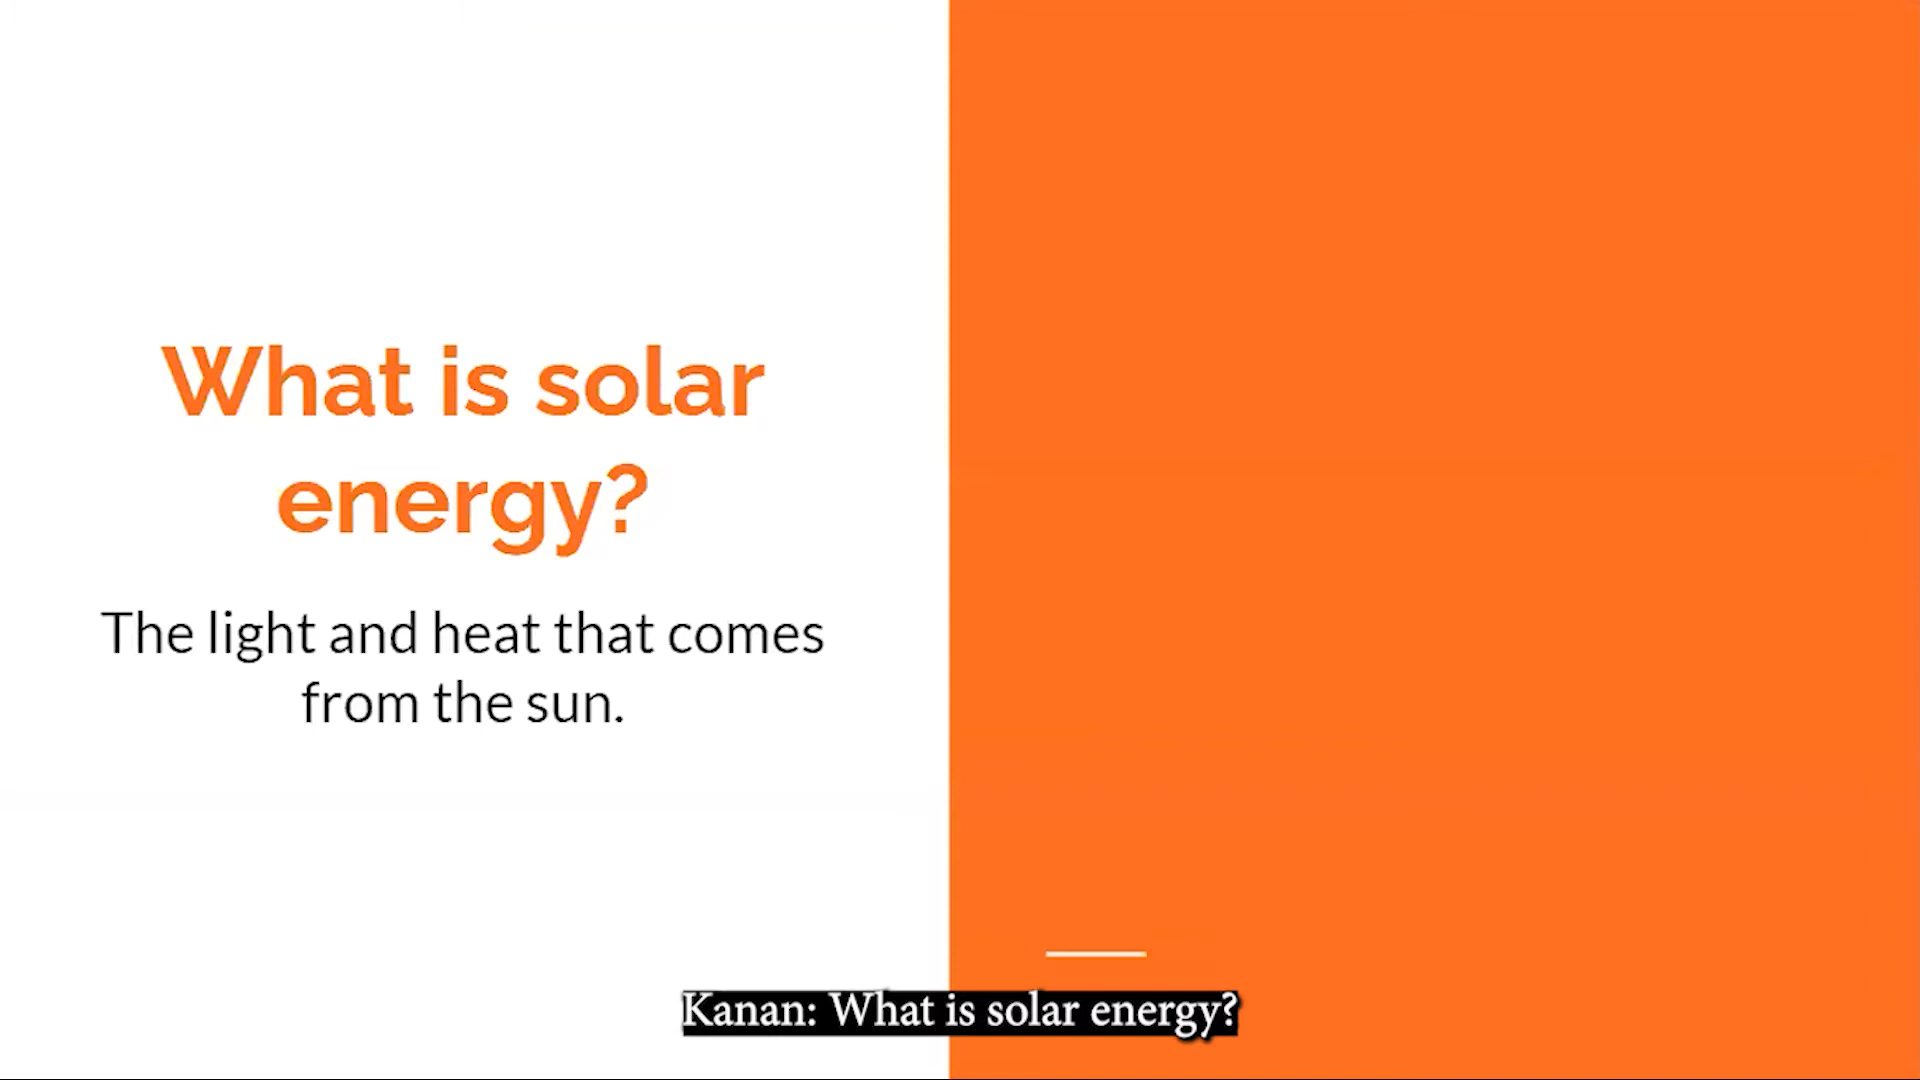 What is solar
energy?
The light and heat that comes
from the sun.
Kanan: What is solar energy?